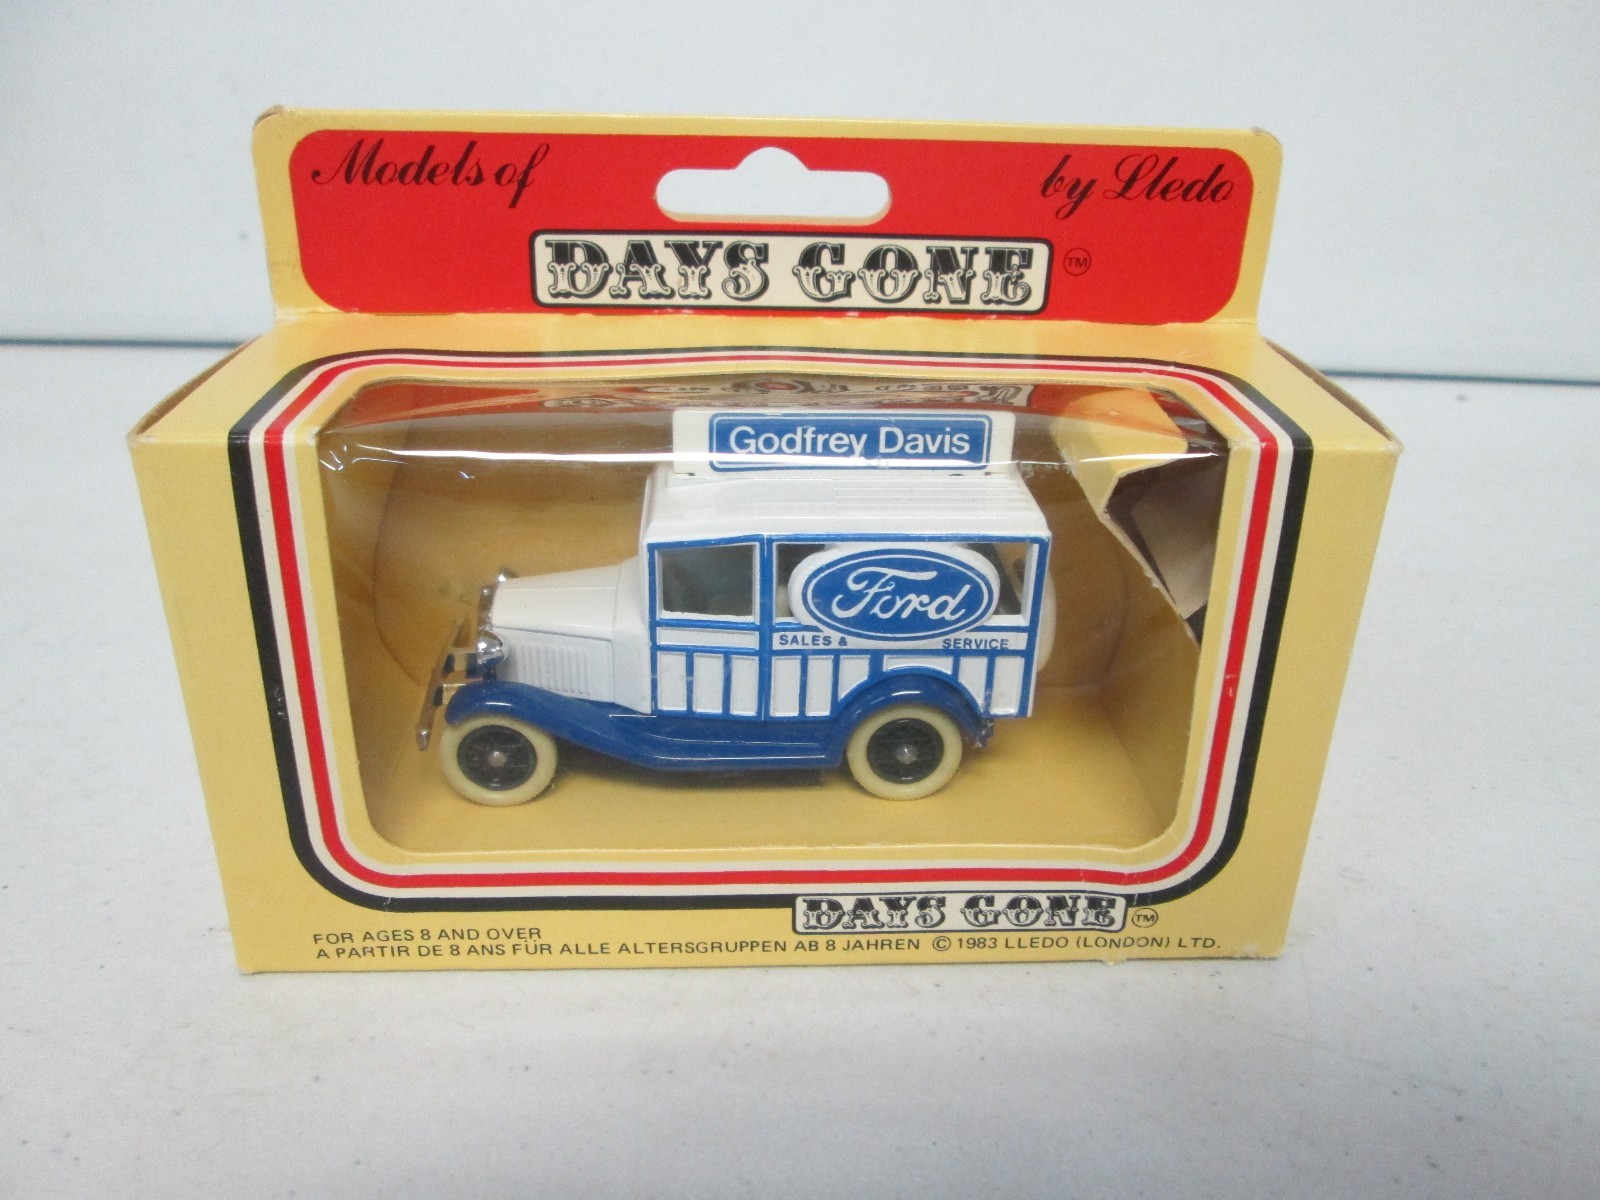 Models of
by Lledo
DAYS GONE TM
Godfrey Davis
Ford
SALES & SERVICE
DAYS GONE TM
FOR AGES 8 AND OVER
A PARTIR DE 8 ANS FÜR ALLE ALTERSGRUPPEN AB 8 JAHREN © 1983 LLEDO (LONDON) LTD.